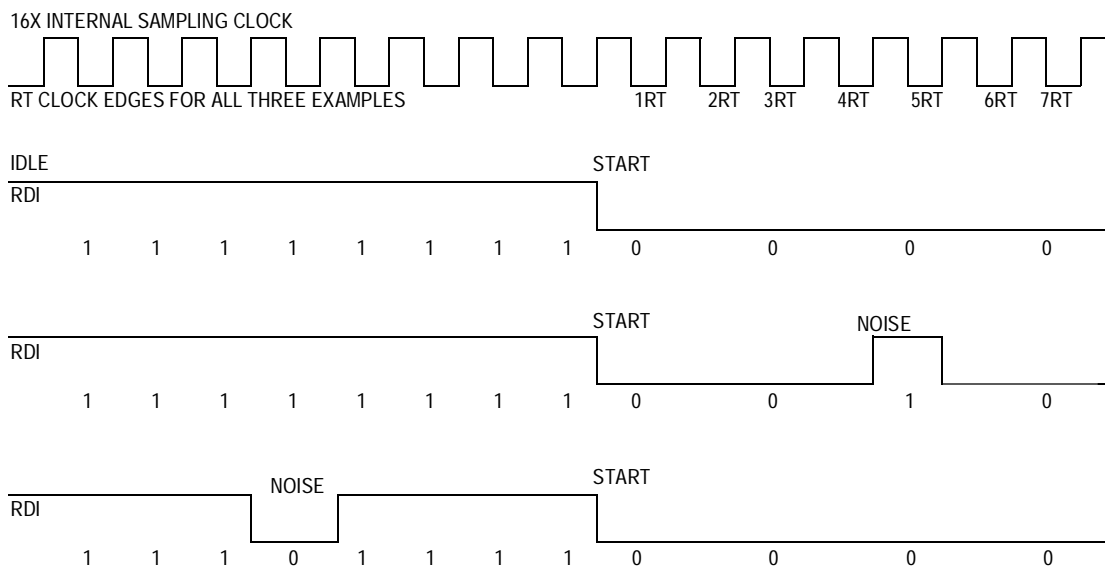 16X INTERNAL SAMPLING CLOCK
RT CLOCK EDGES FOR ALL THREE EXAMPLES 1RT 2RT 3RT 4RT 5RT 6RT 7RT
IDLE START
RDI
1 1 1 1 1 1 1 1 0 0 0 0
START NOISE
RDI
1 1 1 1 1 1 1 1 0 0 1 0
NOISE START
RDI
1 1 1 0 1 1 1 1 0 0 0 0